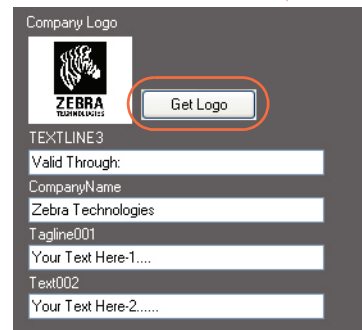 Company Logo
ZEBRA
TECHNOLOGIES
Get Logo
TEXTLINE3
Valid Through:
CompanyName
Zebra Technologies
Tagline001
Your Text Here-1....
Text002
Your Text Here-2......